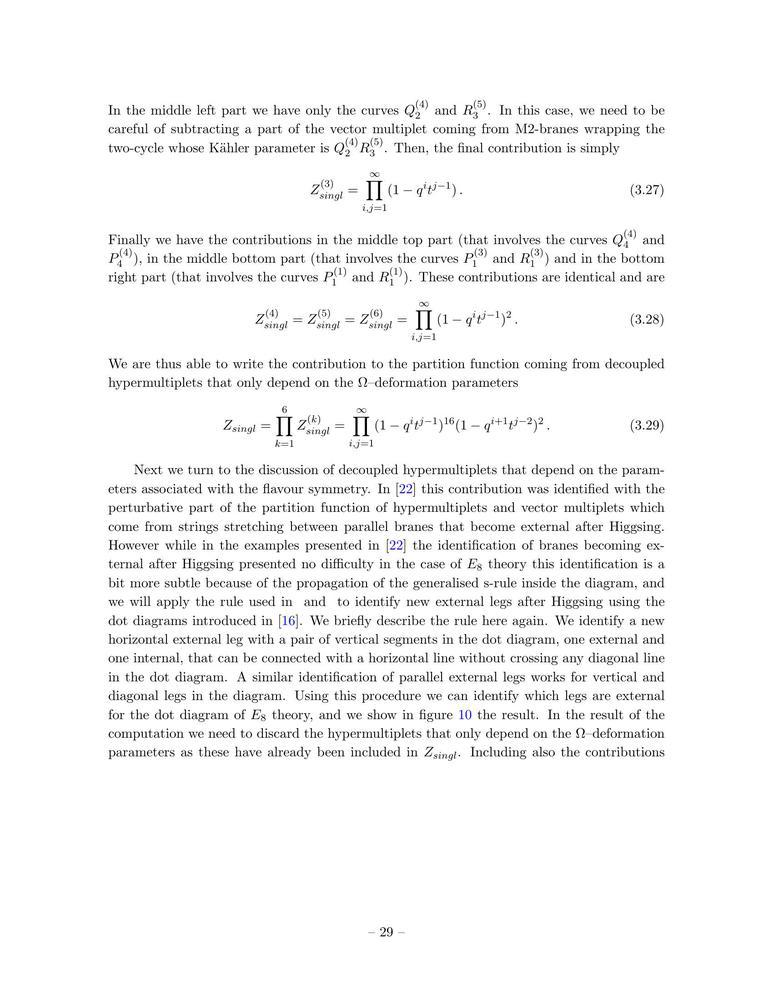 In the middle left part we have only the curves Q_2^{(4)} and R_3^{(5)}. In this case, we need to be
careful of subtracting a part of the vector multiplet coming from M2-branes wrapping the
two-cycle whose Kähler parameter is Q_2^{(4)} R_3^{(5)}. Then, the final contribution is simply
Z_{singl}^{(3)} = ∏_{i,j=1}^{∞} (1 − q^i t^{j−1}) . (3.27)
Finally we have the contributions in the middle top part (that involves the curves Q_4^{(4)} and
P_4^{(4)}), in the middle bottom part (that involves the curves P_1^{(3)} and R_1^{(3)}) and in the bottom
right part (that involves the curves P_1^{(1)} and R_1^{(1)}). These contributions are identical and are
Z_{singl}^{(4)} = Z_{singl}^{(5)} = Z_{singl}^{(6)} = ∏_{i,j=1}^{∞} (1 − q^i t^{j−1})^2 . (3.28)
We are thus able to write the contribution to the partition function coming from decoupled
hypermultiplets that only depend on the Ω–deformation parameters
Z_{singl} = ∏_{k=1}^{6} Z_{singl}^{(k)} = ∏_{i,j=1}^{∞} (1 − q^i t^{j−1})^{16} (1 − q^{i+1} t^{j−2})^2 . (3.29)
Next we turn to the discussion of decoupled hypermultiplets that depend on the param-
eters associated with the flavour symmetry. In [22] this contribution was identified with the
perturbative part of the partition function of hypermultiplets and vector multiplets which
come from strings stretching between parallel branes that become external after Higgsing.
However while in the examples presented in [22] the identification of branes becoming ex-
ternal after Higgsing presented no difficulty in the case of E_8 theory this identification is a
bit more subtle because of the propagation of the generalised s-rule inside the diagram, and
we will apply the rule used in and to identify new external legs after Higgsing using the
dot diagrams introduced in [16]. We briefly describe the rule here again. We identify a new
horizontal external leg with a pair of vertical segments in the dot diagram, one external and
one internal, that can be connected with a horizontal line without crossing any diagonal line
in the dot diagram. A similar identification of parallel external legs works for vertical and
diagonal legs in the diagram. Using this procedure we can identify which legs are external
for the dot diagram of E_8 theory, and we show in figure 10 the result. In the result of the
computation we need to discard the hypermultiplets that only depend on the Ω–deformation
parameters as these have already been included in Z_{singl}. Including also the contributions
– 29 –